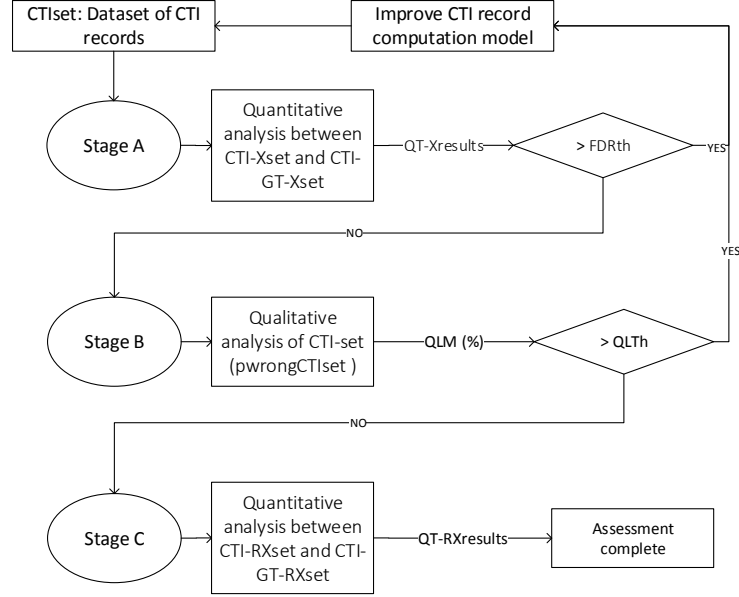 CTIset: Dataset of CTI
records
Improve CTI record
computation model
Stage A
Quantitative
analysis between
CTI-Xset and CTI-
GT-Xset
QT-Xresults
> FDRth
YES
NO
YES
Stage B
Qualitative
analysis of CTI-set
(pwrongCTIset )
QLM (%)
> QLTh
NO
Stage C
Quantitative
analysis between
CTI-RXset and CTI-
GT-RXset
QT-RXresults
Assessment
complete